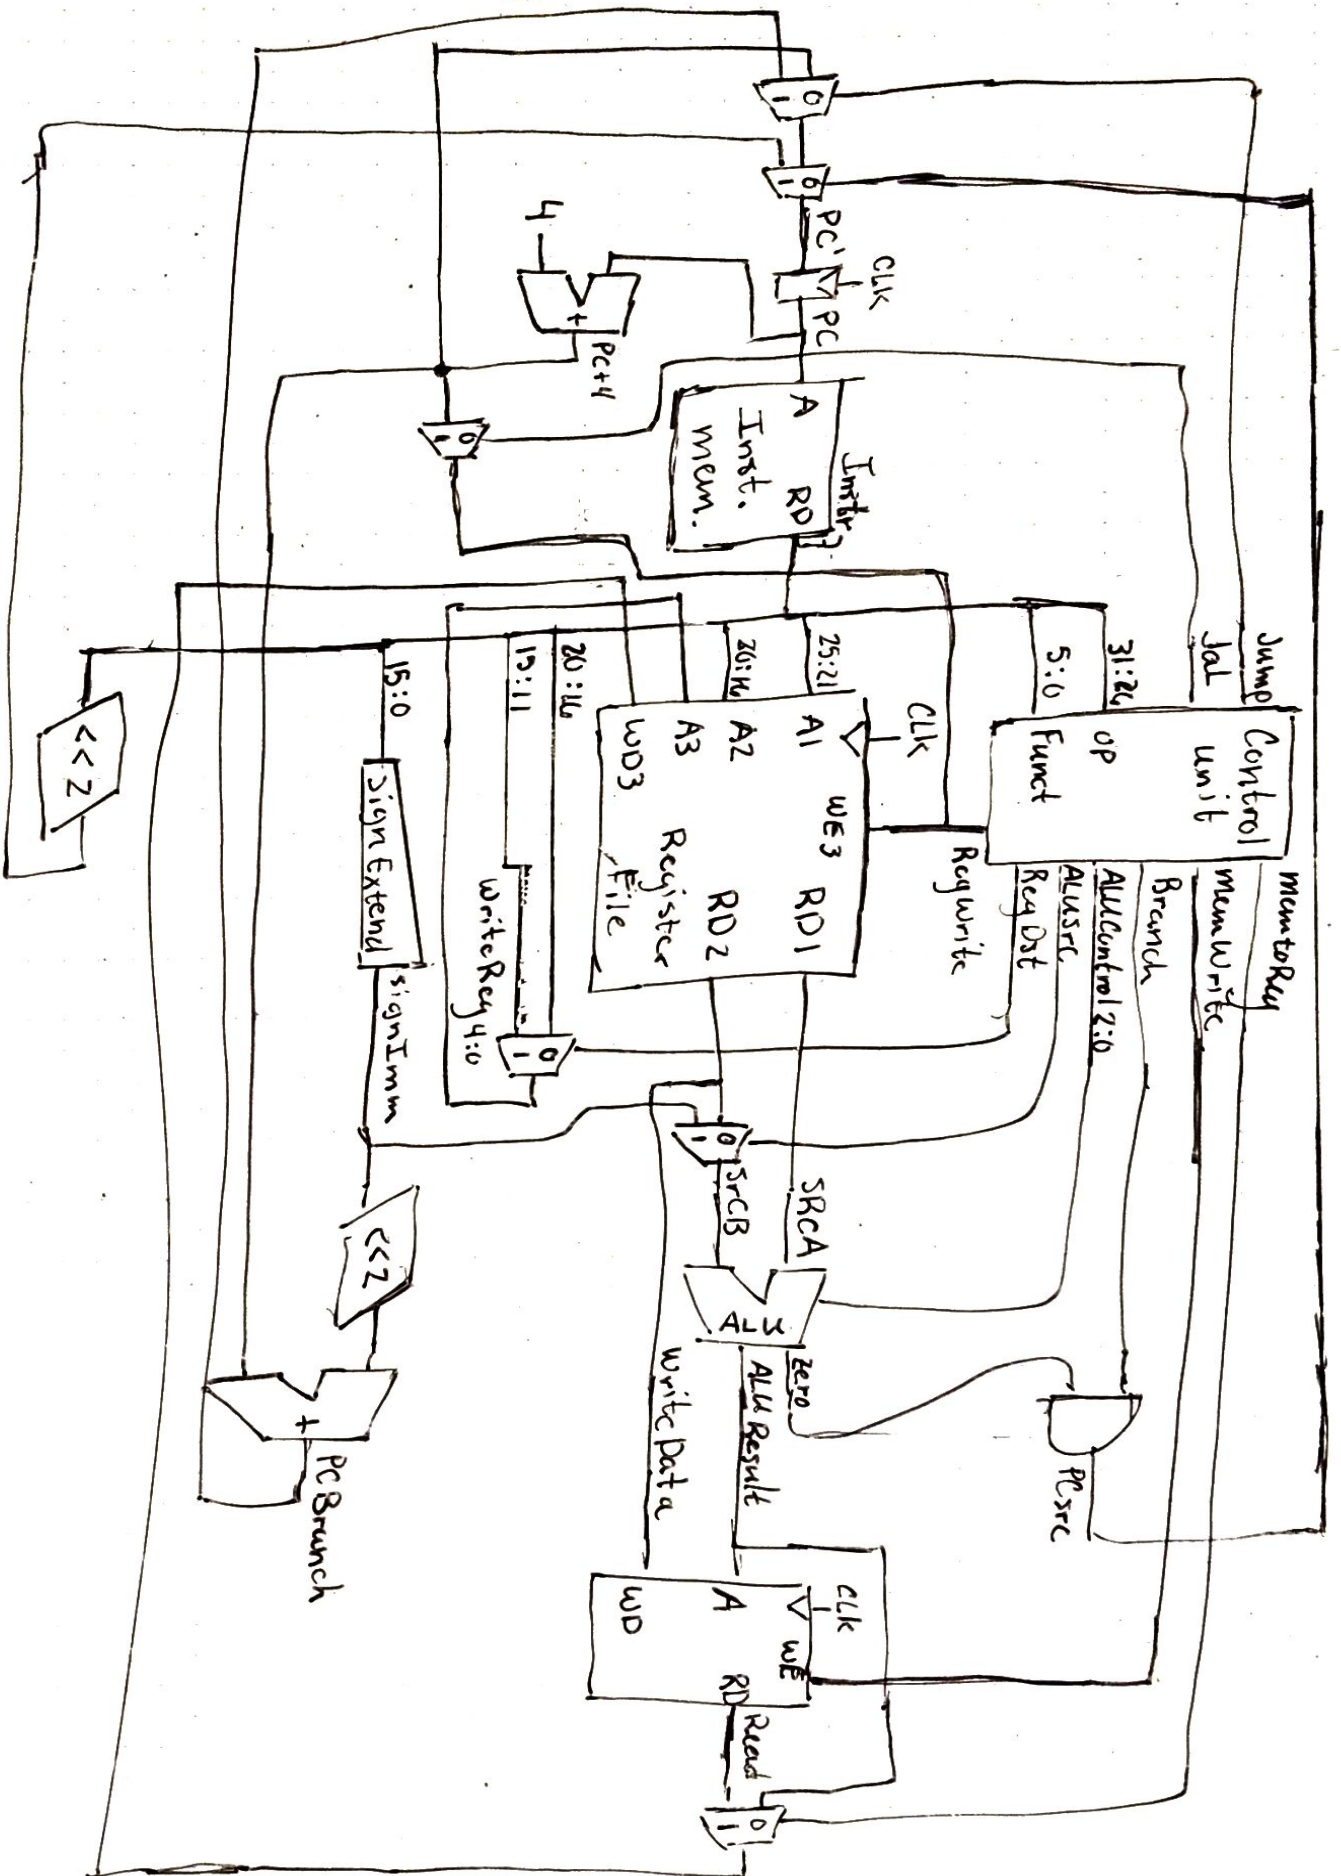 Jump
Jal
Control
unit
31:26
op
5:0
Funct
MemtoReg
MemWrite
Branch
ALUControl 2:0
ALUSrc
RegDst
RegWrite
0
1
0
1
PC'
CLK
PC
A
Inst.
mem.
RD
Instr
4
+
PC+4
0
1
25:21
20:16
20:16
15:11
15:0
CLK
A1
WE3
RD1
A2
RD2
A3
WD3
Register
File
WriteReg 4:0
0
1
0
1
SRCA
SrcB
ALU
Zero
ALUResult
WriteData
PCSrc
CLK
WE
A
RD
WD
Read
0
1
Sign Extend
SignImm
<<2
<<2
+
PCBranch